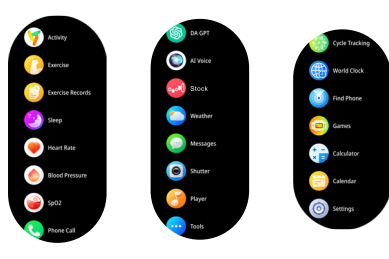 Activity
Exercise
Exercise Records
Sleep
Heart Rate
Blood Pressure
SpO2
Phone Call
DA GPT
AI Voice
Stock
Weather
Messages
Shutter
Player
Tools
Cycle Tracking
World Clock
Find Phone
Games
Calculator
Calendar
Settings